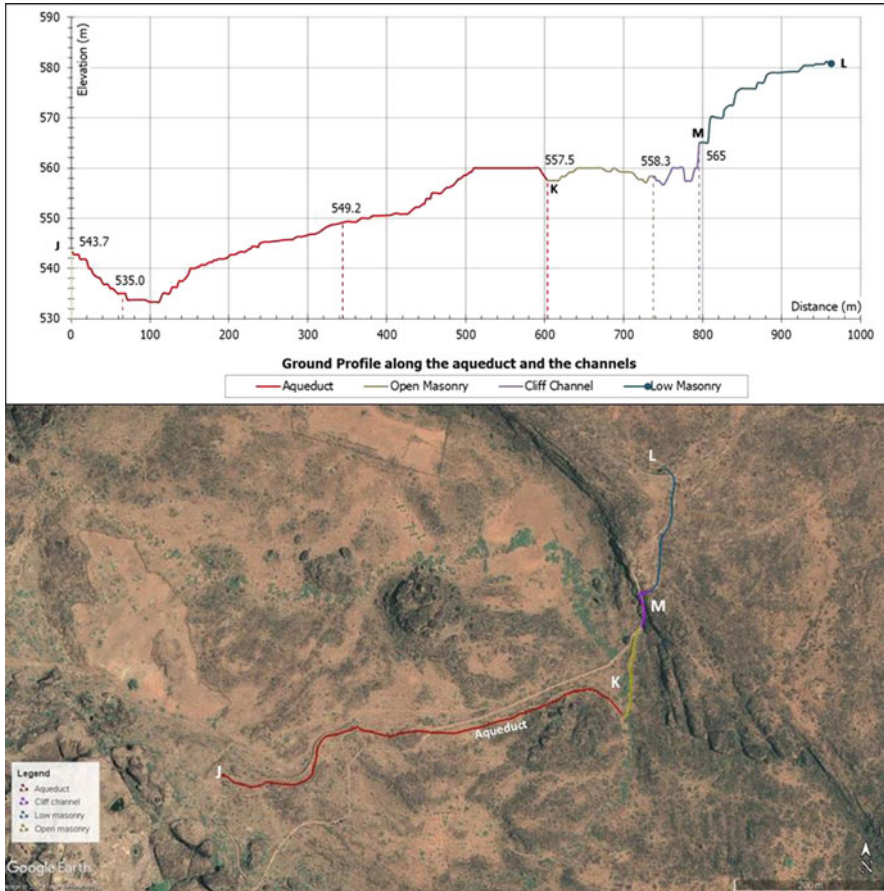 590
580
570
560
550
540
530
Elevation (m)
L
M
565
557.5
558.3
K
549.2
J
543.7
535.0
Distance (m)
0 100 200 300 400 500 600 700 800 900 1000
Ground Profile along the aqueduct and the channels
Aqueduct Open Masonry Cliff Channel Low Masonry
L
M
K
Aqueduct
J
Legend
Aqueduct
Cliff channel
Low masonry
Open masonry
Google Earth
N